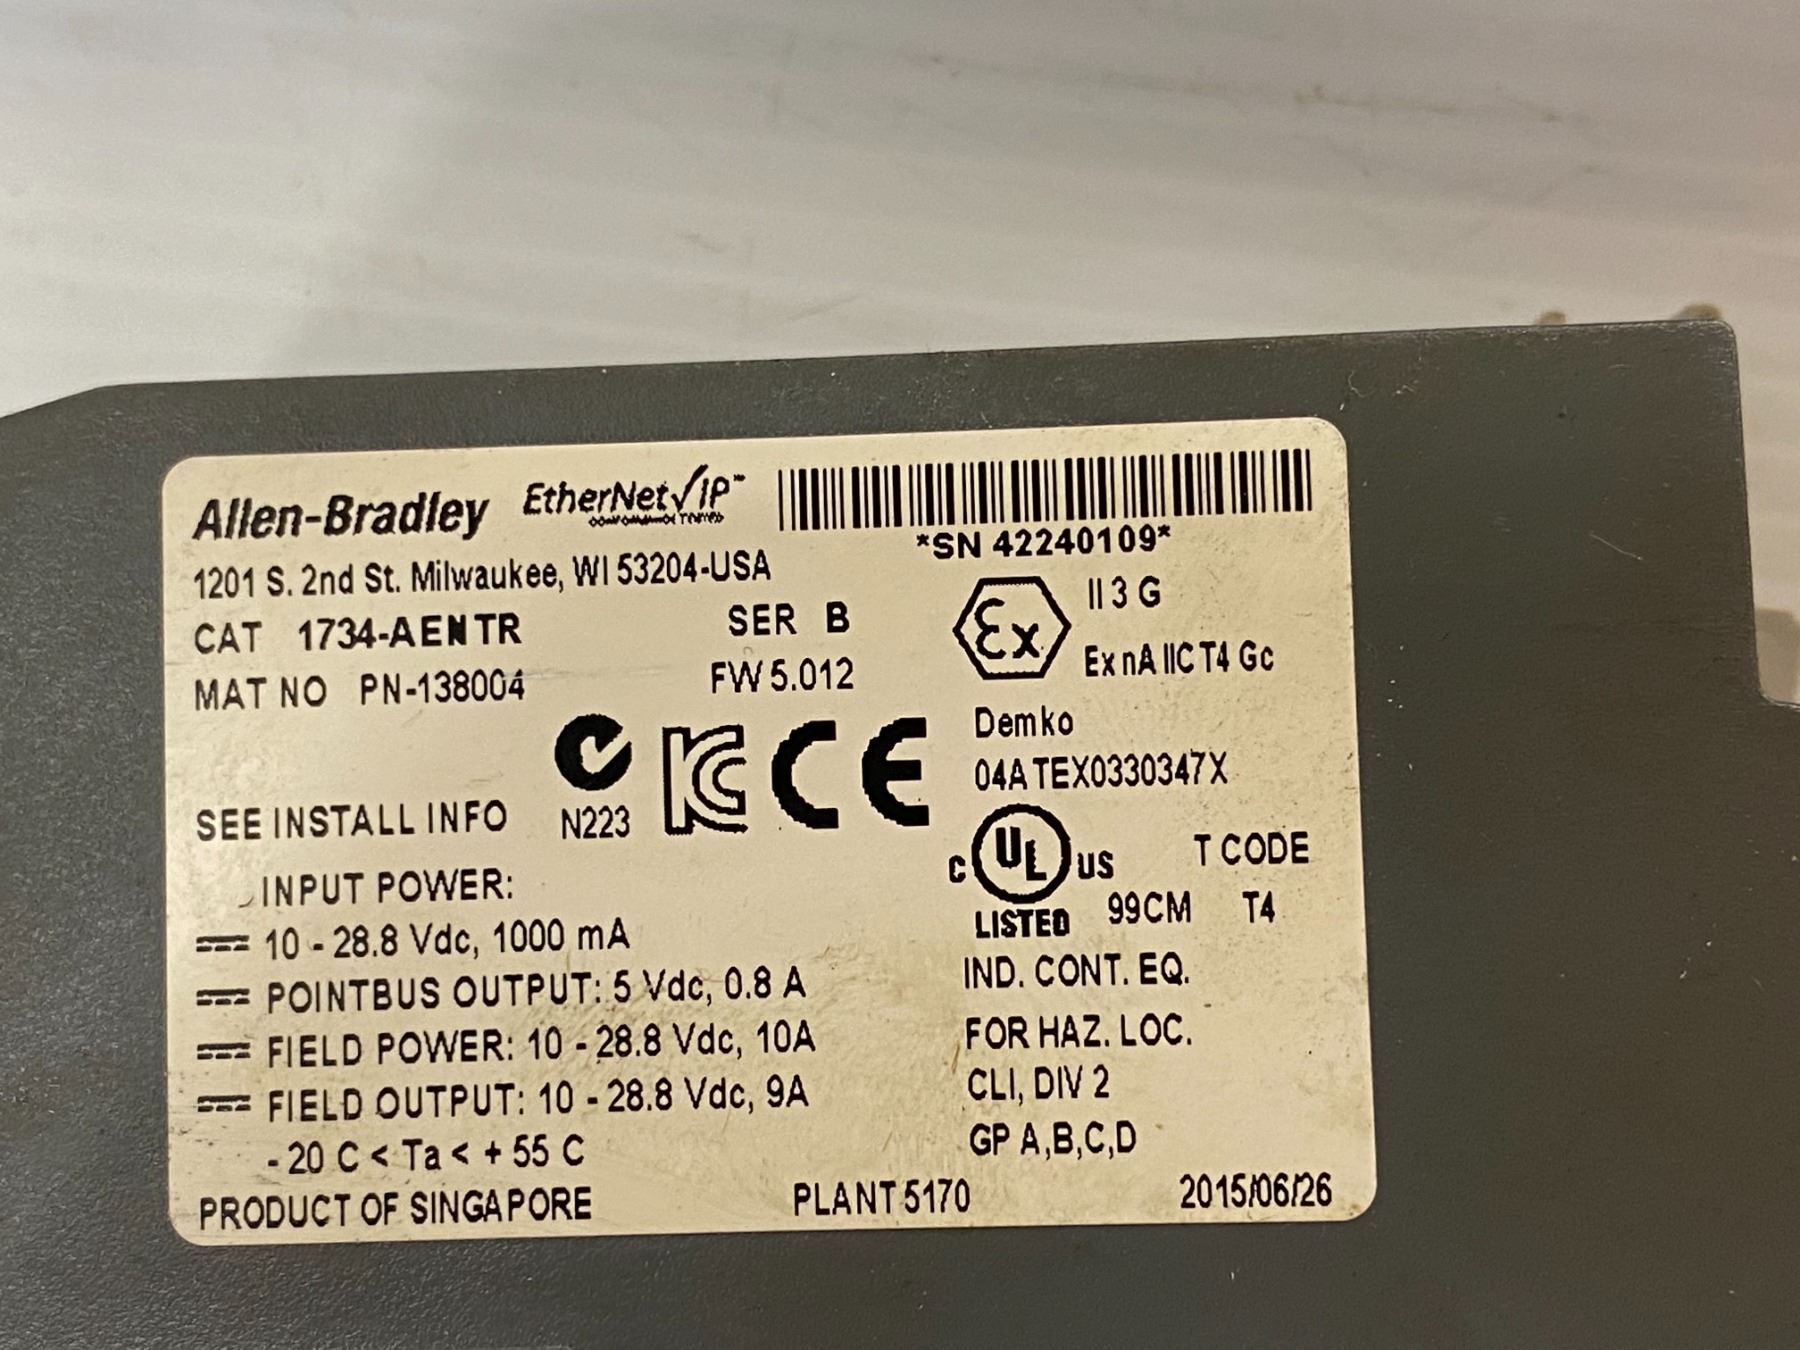 Allen-Bradley EtherNet/IP™
*SN 42240109*
1201 S. 2nd St. Milwaukee, WI 53204-USA
CAT 1734-AENTR SER B
MAT NO PN-138004 FW 5.012
Ex II 3 G
Ex nA IIC T4 Gc
Demko
04ATEX0330347X
SEE INSTALL INFO N223 KC CE
C UL US T CODE
LISTED 99CM T4
INPUT POWER:
10 - 28.8 Vdc, 1000 mA
POINTBUS OUTPUT: 5 Vdc, 0.8 A
FIELD POWER: 10 - 28.8 Vdc, 10A
FIELD OUTPUT: 10 - 28.8 Vdc, 9A
- 20 C < Ta < + 55 C
IND. CONT. EQ.
FOR HAZ. LOC.
CLI, DIV 2
GP A,B,C,D
PRODUCT OF SINGAPORE PLANT 5170 2015/06/26